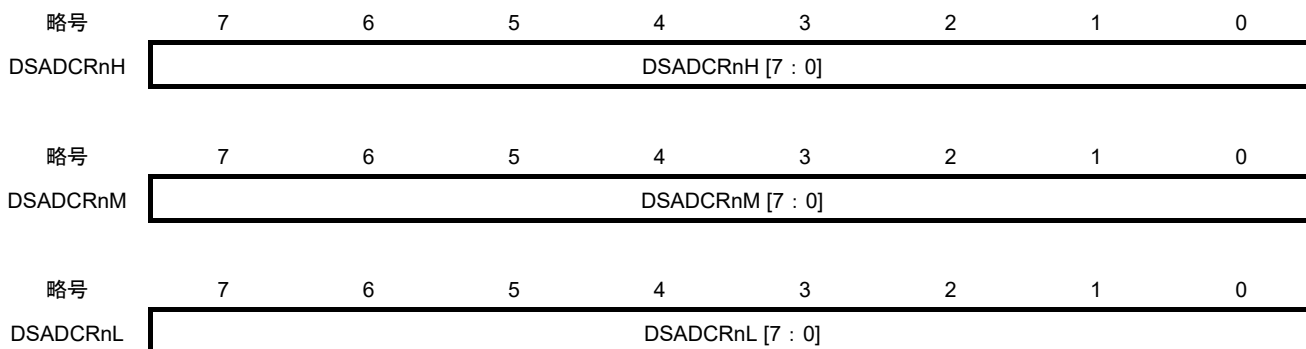 略号 7 6 5 4 3 2 1 0
DSADCRnH DSADCRnH [7：0]
略号 7 6 5 4 3 2 1 0
DSADCRnM DSADCRnM [7：0]
略号 7 6 5 4 3 2 1 0
DSADCRnL DSADCRnL [7：0]